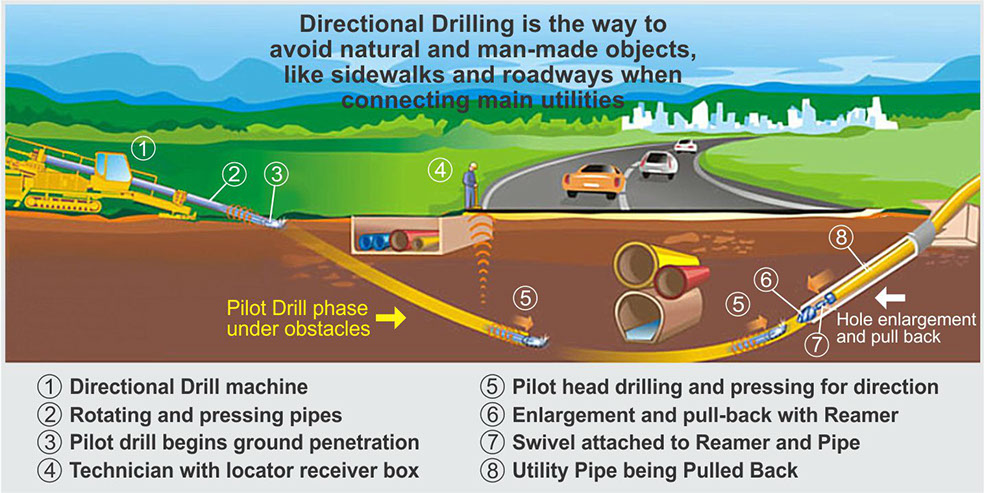 Directional Drilling is the way to
avoid natural and man-made objects,
like sidewalks and roadways when
connecting main utilities
1
2
3
4
5
6
5
8
7
Pilot Drill phase
under obstacles
Hole enlargement
and pull back
1 Directional Drill machine
2 Rotating and pressing pipes
3 Pilot drill begins ground penetration
4 Technician with locator receiver box
5 Pilot head drilling and pressing for direction
6 Enlargement and pull-back with Reamer
7 Swivel attached to Reamer and Pipe
8 Utility Pipe being Pulled Back